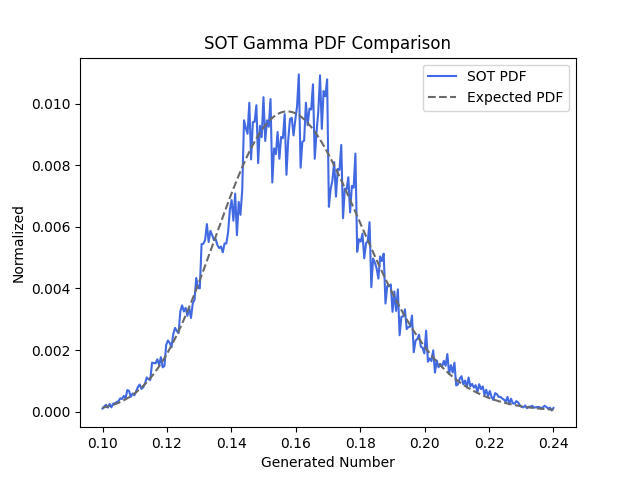 SOT Gamma PDF Comparison
SOT PDF
Expected PDF
Normalized
0.010
0.008
0.006
0.004
0.002
0.000
0.10 0.12 0.14 0.16 0.18 0.20 0.22 0.24
Generated Number